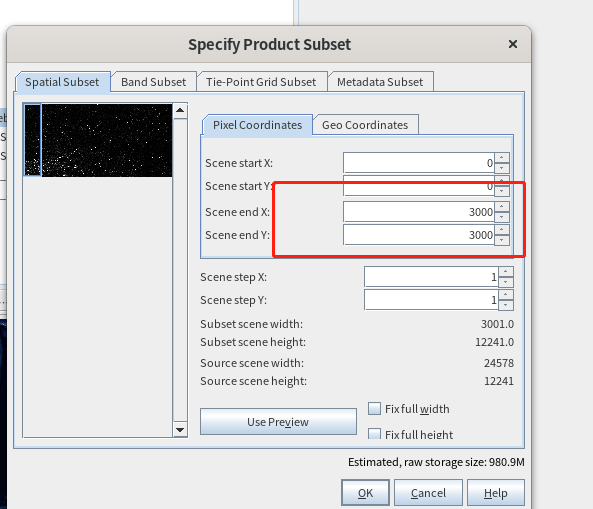 Specify Product Subset
Spatial Subset Band Subset Tie-Point Grid Subset Metadata Subset
Pixel Coordinates Geo Coordinates
Scene start X: 0
Scene start Y: 0
Scene end X: 3000
Scene end Y: 3000
Scene step X: 1
Scene step Y: 1
Subset scene width: 3001.0
Subset scene height: 12241.0
Source scene width: 24578
Source scene height: 12241
Use Preview
Fix full width
Fix full height
Estimated, raw storage size: 980.9M
OK Cancel Help